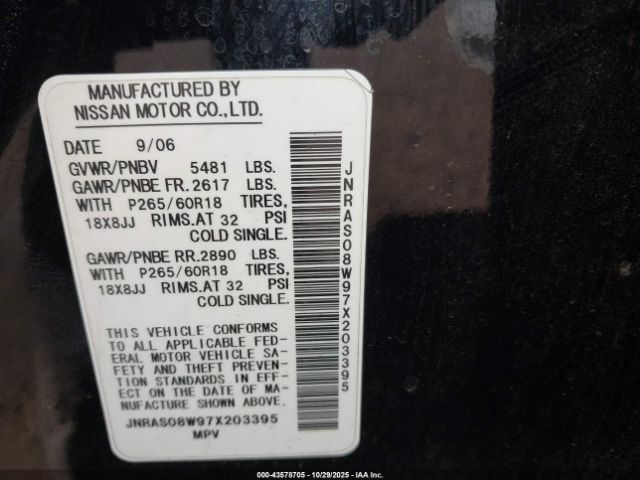 MANUFACTURED BY
NISSAN MOTOR CO., LTD.
DATE 9/06
GVWR/PNBV 5481 LBS.
GAWR/PNBE FR. 2617 LBS.
WITH P265/60R18 TIRES,
18X8JJ RIMS. AT 32 PSI
COLD SINGLE.
GAWR/PNBE RR. 2890 LBS.
WITH P265/60R18 TIRES,
18X8JJ RIMS. AT 32 PSI
COLD SINGLE.
THIS VEHICLE CONFORMS
TO ALL APPLICABLE FED-
ERAL MOTOR VEHICLE SA-
FETY AND THEFT PREVEN-
TION STANDARDS IN EFF-
ECT ON THE DATE OF MA-
NUFACTURE SHOWN ABOVE.
JNRAS08W97X203395
MPV
JNRAS08W97X203395
000-43578705 - 10/29/2025 - IAAI.COM